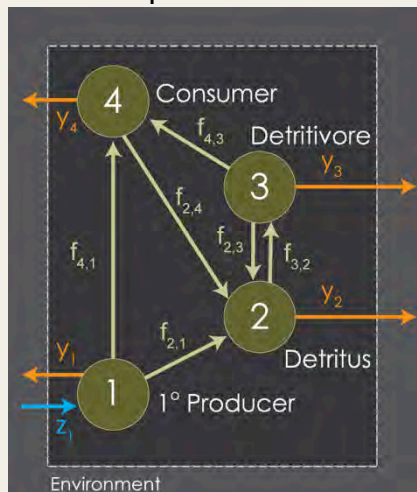 4
Consumer
y4
f4,3
Detritivore
3
y3
f2,4
f2,3
f3,2
f4,1
y2
2
f2,1
Detritus
y1
1
1° Producer
z1
Environment